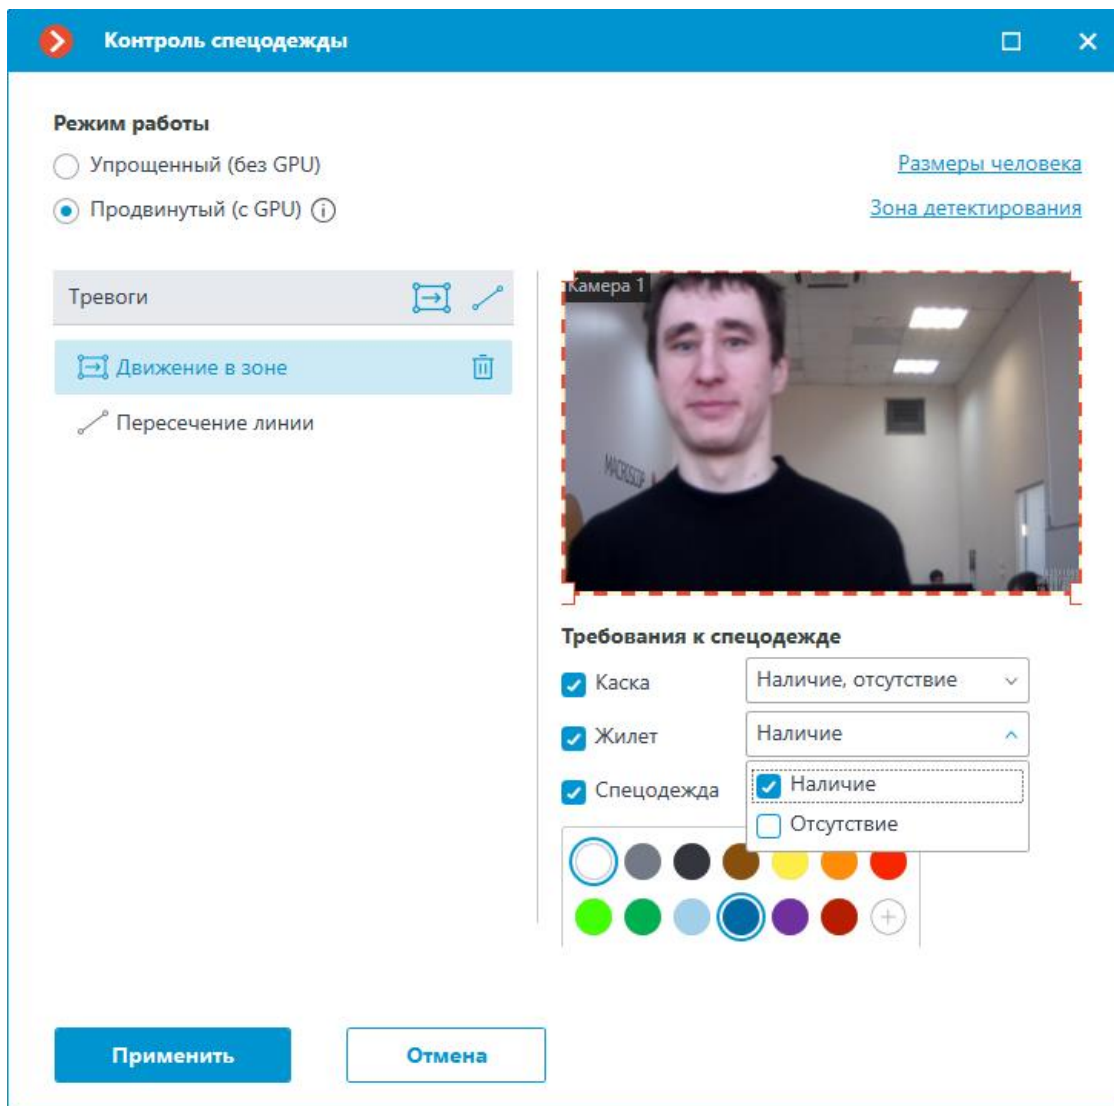 Контроль спецодежды
Режим работы
Упрощенный (без GPU)
Размеры человека
Продвинутый (с GPU)
Зона детектирования
Тревоги
Движение в зоне
Пересечение линии
Камера 1
MACROSCOP
Требования к спецодежде
Каска
Наличие, отсутствие
Жилет
Наличие
Спецодежда
Наличие
Отсутствие
Применить
Отмена